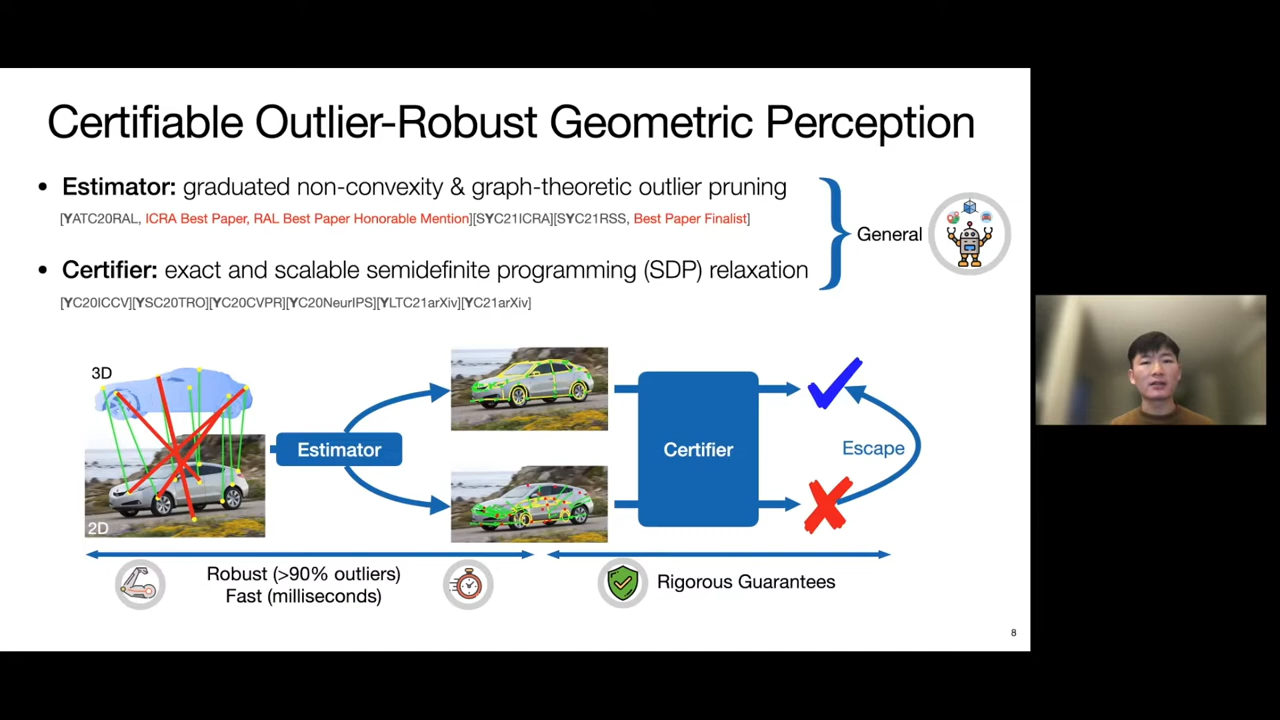 Certifiable Outlier-Robust Geometric Perception
• Estimator: graduated non-convexity & graph-theoretic outlier pruning
[YATC20RAL, ICRA Best Paper, RAL Best Paper Honorable Mention][SYC21ICRA][SYC21RSS, Best Paper Finalist]
General
• Certifier: exact and scalable semidefinite programming (SDP) relaxation
[YC20ICCV][YSC20TRO][YC20CVPR][YC20NeurIPS][YLTC21arXiv][YC21arXiv]
3D
2D
Estimator
Certifier
Escape
Robust (>90% outliers)
Fast (milliseconds)
Rigorous Guarantees
8